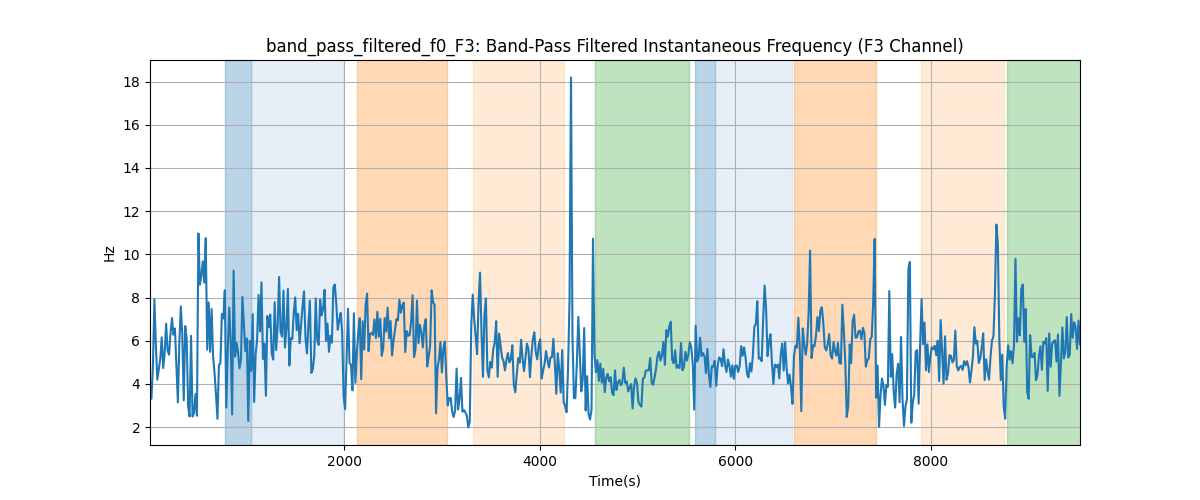 band_pass_filtered_f0_F3: Band-Pass Filtered Instantaneous Frequency (F3 Channel)
18
16
14
12
10
8
6
4
2
Hz
2000 4000 6000 8000
Time(s)